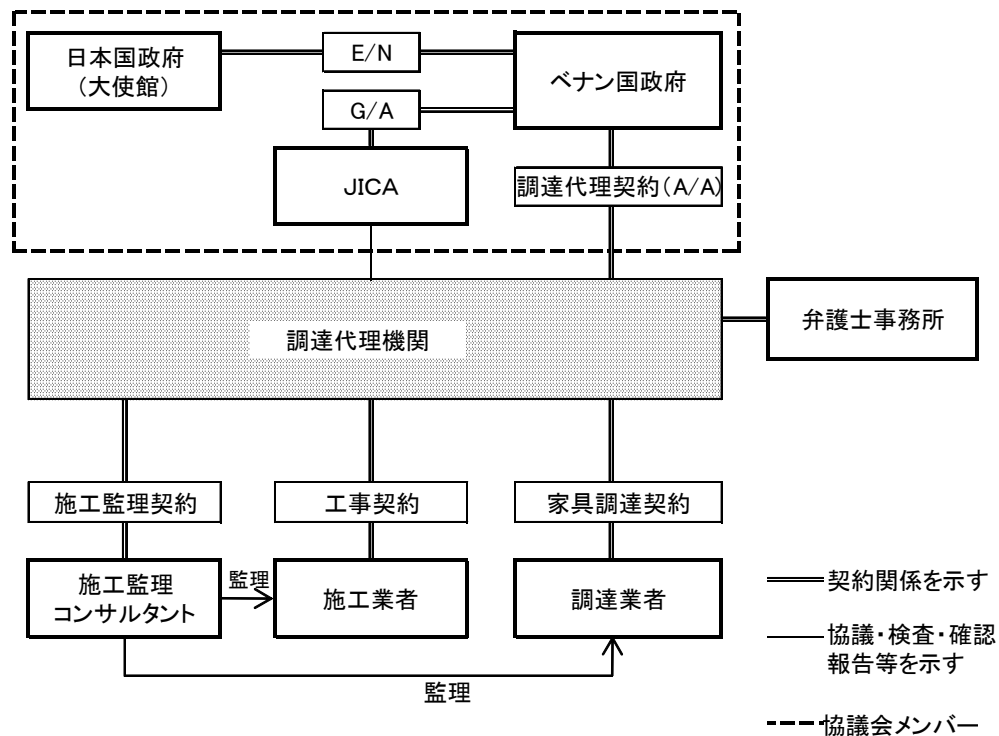 日本国政府
(大使館)
E/N
ベナン国政府
G/A
JICA
調達代理契約(A/A)
調達代理機関
弁護士事務所
施工監理契約
工事契約
家具調達契約
施工監理
コンサルタント
監理
施工業者
調達業者
監理
契約関係を示す
協議・検査・確認
報告等を示す
協議会メンバー